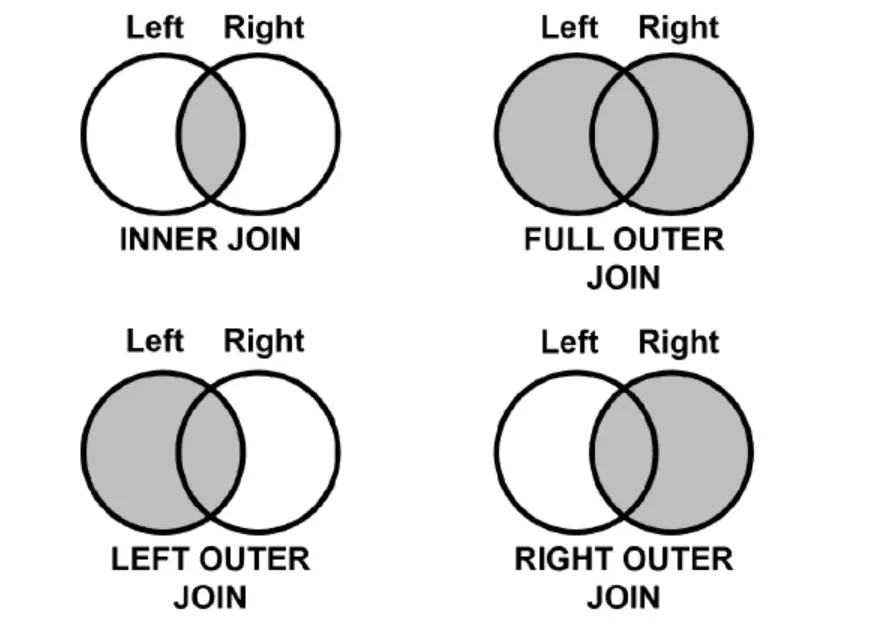 Left Right
INNER JOIN
Left Right
FULL OUTER
JOIN
Left Right
LEFT OUTER
JOIN
Left Right
RIGHT OUTER
JOIN